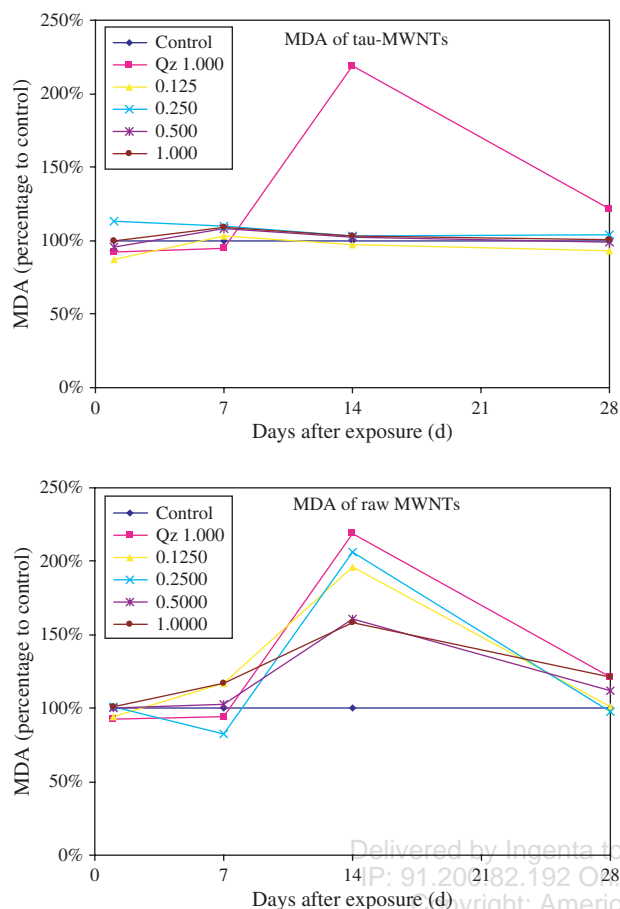 250%
200%
150%
100%
50%
0%
MDA (percentage to control)
MDA of tau-MWNTs
Control
Qz 1.000
0.125
0.250
0.500
1.000
0 7 14 21 28
Days after exposure (d)
250%
200%
150%
100%
50%
0%
MDA (percentage to control)
MDA of raw MWNTs
Control
Qz 1.000
0.1250
0.2500
0.5000
1.0000
0 7 14 21 28
Days after exposure (d)
Delivered by Ingenta to
IP: 91.200.82.192 On:
Copyright: Americ